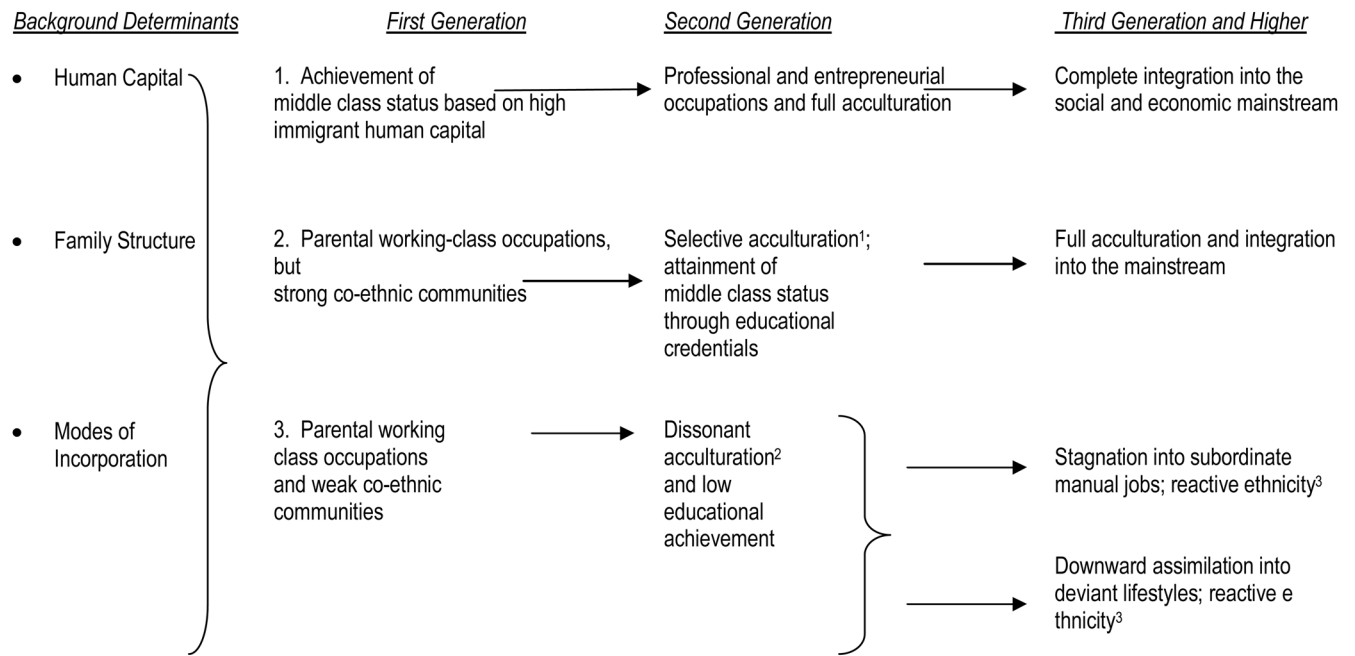 Background Determinants
First Generation
Second Generation
Third Generation and Higher
• Human Capital
1. Achievement of
middle class status based on high
immigrant human capital
Professional and entrepreneurial
occupations and full acculturation
Complete integration into the
social and economic mainstream
• Family Structure
2. Parental working-class occupations,
but
strong co-ethnic communities
Selective acculturation¹;
attainment of
middle class status
through educational
credentials
Full acculturation and integration
into the mainstream
• Modes of
Incorporation
3. Parental working
class occupations
and weak co-ethnic
communities
Dissonant
acculturation²
and low
educational
achievement
Stagnation into subordinate
manual jobs; reactive ethnicity³
Downward assimilation into
deviant lifestyles; reactive e
thnicity³